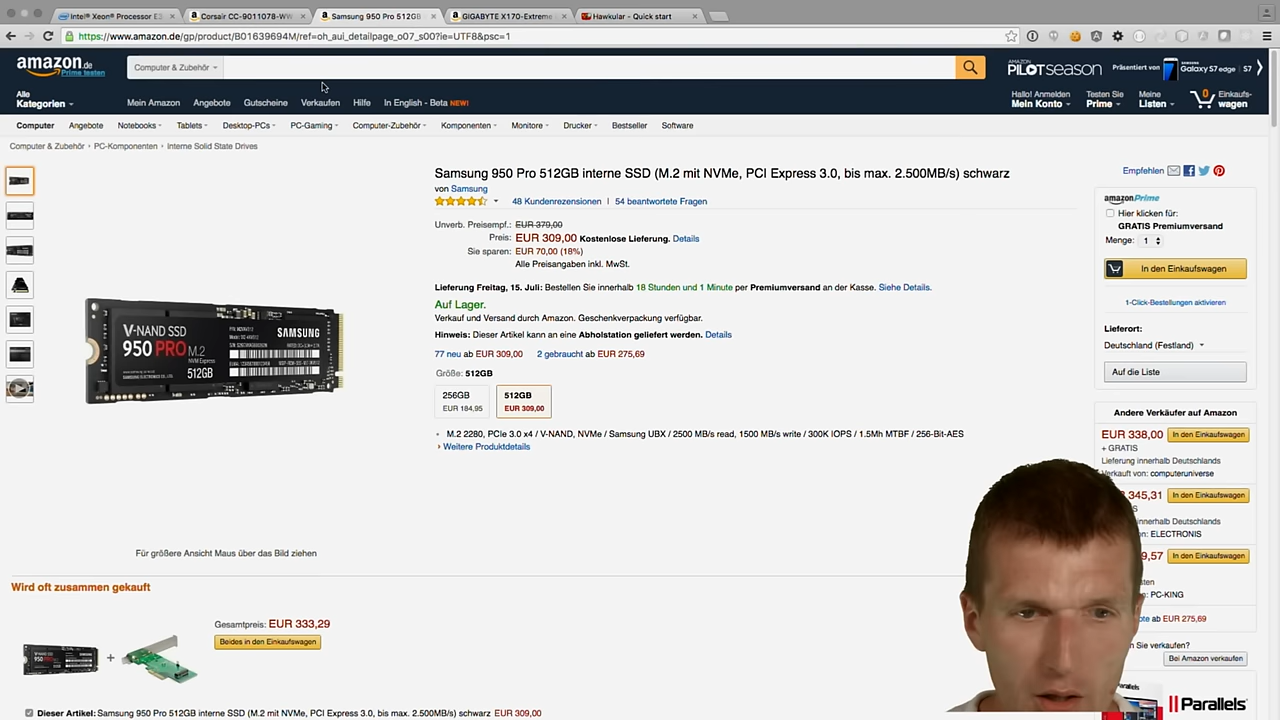 Intel® Xeon® Processor E3
Corsair CC-9011078-WW
Samsung 950 Pro 512GB
GIGABYTE X170-Extreme
Hawkular - Quick start
https://www.amazon.de/gp/product/B01639694M/ref=oh_aui_detailpage_o07_s00?ie=UTF8&psc=1
amazon.de
Prime testen
Computer & Zubehör
amazon
PILOTSEASON
Präsentiert von
Galaxy S7 edge | S7
Alle
Kategorien
Mein Amazon Angebote Gutscheine Verkaufen Hilfe In English - Beta NEW!
Hallo! Anmelden
Mein Konto
Testen Sie
Prime
Meine
Listen
0
Einkaufs-
wagen
Computer Angebote Notebooks Tablets Desktop-PCs PC-Gaming Computer-Zubehör Komponenten Monitore Drucker Bestseller Software
Computer & Zubehör › PC-Komponenten › Interne Solid State Drives
Samsung 950 Pro 512GB interne SSD (M.2 mit NVMe, PCI Express 3.0, bis max. 2.500MB/s) schwarz
von Samsung
48 Kundenrezensionen | 54 beantwortete Fragen
Unverb. Preisempf.: EUR 379,00
Preis: EUR 309,00 Kostenlose Lieferung. Details
Sie sparen: EUR 70,00 (18%)
Alle Preisangaben inkl. MwSt.
Lieferung Freitag, 15. Juli: Bestellen Sie innerhalb 18 Stunden und 1 Minute per Premiumversand an der Kasse. Siehe Details.
Auf Lager.
Verkauf und Versand durch Amazon. Geschenkverpackung verfügbar.
Hinweis: Dieser Artikel kann an eine Abholstation geliefert werden. Details
77 neu ab EUR 309,00 2 gebraucht ab EUR 275,69
Größe: 512GB
256GB
EUR 184,95
512GB
EUR 309,00
• M.2 2280, PCIe 3.0 x4 / V-NAND, NVMe / Samsung UBX / 2500 MB/s read, 1500 MB/s write / 300K IOPS / 1.5Mh MTBF / 256-Bit-AES
› Weitere Produktdetails
V-NAND SSD
950 PRO M.2
NVM Express
512GB
SAMSUNG
Für größere Ansicht Maus über das Bild ziehen
Empfehlen
amazonPrime
Hier klicken für:
GRATIS Premiumversand
Menge: 1
In den Einkaufswagen
1-Click-Bestellungen aktivieren
Lieferort:
Deutschland (Festland)
Auf die Liste
Andere Verkäufer auf Amazon
EUR 338,00 In den Einkaufswagen
+ GRATIS
Lieferung innerhalb Deutschlands
Verkauft von: computeruniverse
345,31 In den Einkaufswagen
innerhalb Deutschlands
ELECTRONIS
9,57 In den Einkaufswagen
PC-KING
ab EUR 275,69
Sie verkaufen?
Bei Amazon verkaufen
Parallels
Parallels
Wird oft zusammen gekauft
Gesamtpreis: EUR 333,29
Beides in den Einkaufswagen
+
Dieser Artikel: Samsung 950 Pro 512GB interne SSD (M.2 mit NVMe, PCI Express 3.0, bis max. 2.500MB/s) schwarz EUR 309,00